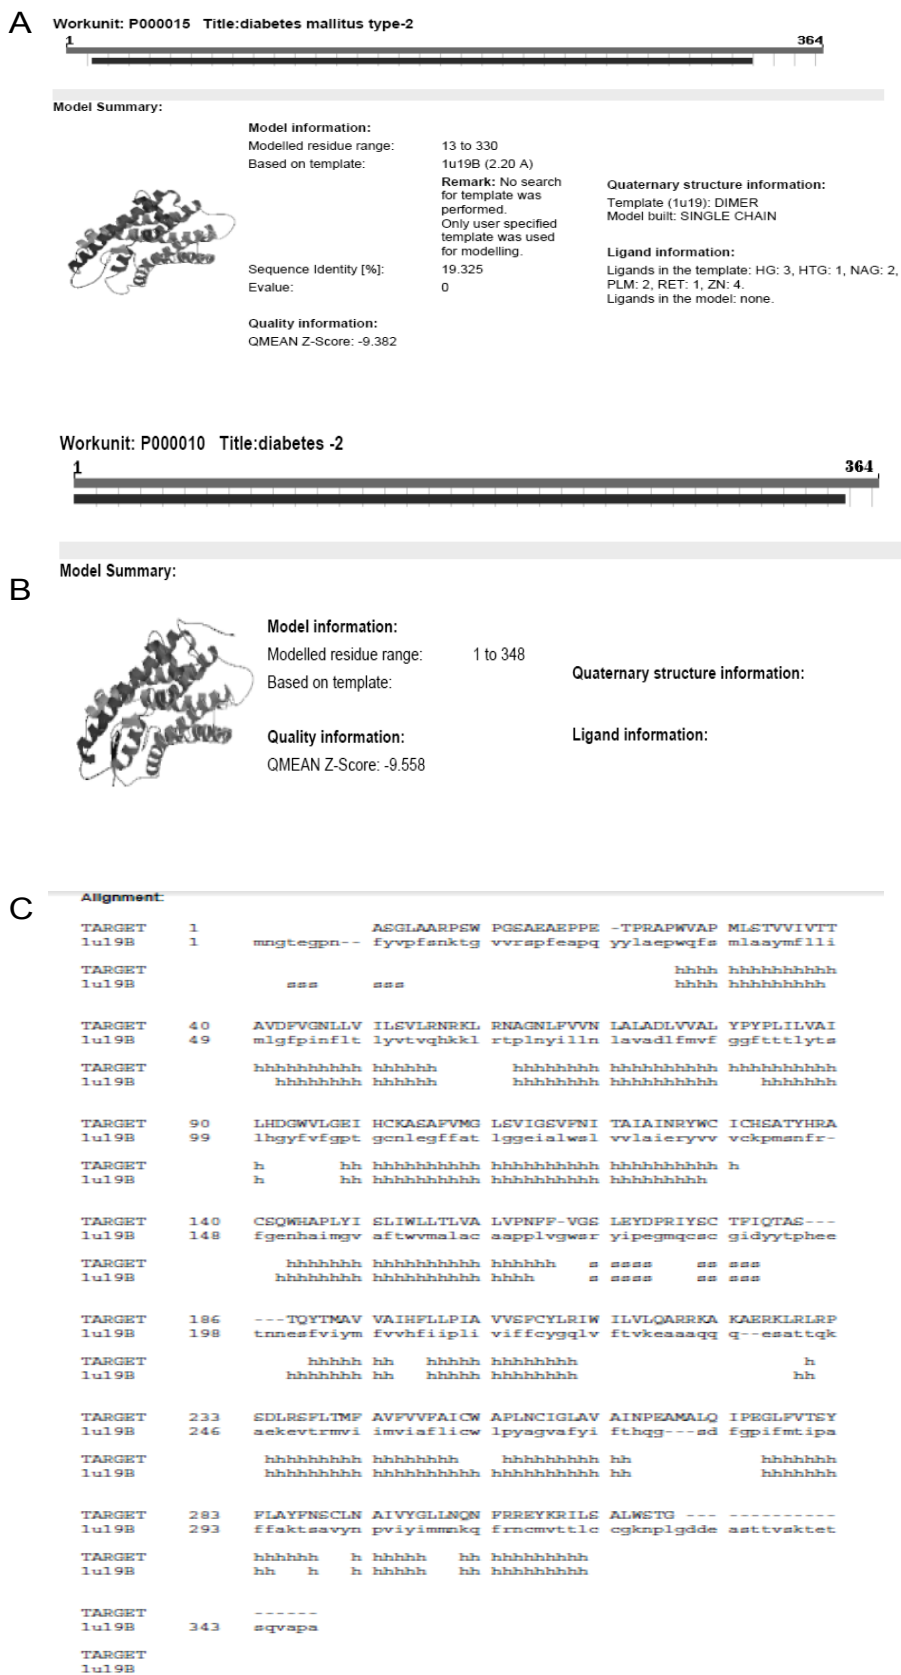 A
Workunit: P000015 Title:diabetes mallitus type-2
1 364
Model Summary:
Model information:
Modelled residue range: 13 to 330
Based on template: 1u19B (2.20 A)
Remark: No search
for template was
performed.
Only user specified
template was used
for modelling.
Quaternary structure information:
Template (1u19): DIMER
Model built: SINGLE CHAIN
Ligand information:
Ligands in the template: HG: 3, HTG: 1, NAG: 2,
PLM: 2, RET: 1, ZN: 4.
Ligands in the model: none.
Sequence Identity [%]: 19.325
Evalue: 0
Quality information:
QMEAN Z-Score: -9.382
Workunit: P000010 Title:diabetes -2
1 364
Model Summary:
B
Model information:
Modelled residue range: 1 to 348
Based on template:
Quaternary structure information:
Quality information:
QMEAN Z-Score: -9.558
Ligand information:
C
Alignment:
TARGET 1 ASGLAARPSW PGSAEAEPPE -TPRAPWVAP MLSTVVIVTT
1u19B 1 mngtegpn-- fyvpfsnktg vvrspfeapq yylaepwqfs mlaaymflli
TARGET hhhh hhhhhhhhhh
1u19B sss sss hhhh hhhhhhhhh
TARGET 40 AVDFVGNLLV ILSVLRNRKL RNAGNLFVVN LALADLVVAL YPYPLILVAI
1u19B 49 mlgfpinflt lyvtvqhkkl rtplnyilln lavadlfmvf ggftttlyts
TARGET hhhhhhhhhh hhhhhh hhhhhhhh hhhhhhhhhh hhhhhhhhhh
1u19B hhhhhhhh hhhhhh hhhhhhhh hhhhhhhhhh hhhhhhh
TARGET 90 LHDGWVLGEI HCKASAFVMG LSVIGSVFNI TAIAINRYWC ICHSATYHRA
1u19B 99 lhgyfvfgpt gcnlegffat lggeialwsl vvlaieryvv vckpmsnfr-
TARGET h hh hhhhhhhhhh hhhhhhhhhh hhhhhhhhhh h
1u19B h hh hhhhhhhhhh hhhhhhhhhh hhhhhhhhh
TARGET 140 CSQWHAPLYI SLIWLLTLVA LVPNFF-VGS LEYDPRIYSC TFIQTAS---
1u19B 148 fgenhaimgv aftwvmalac aapplvgwsr yipegmqcsc gidyytphee
TARGET hhhhhhh hhhhhhhhhh hhhhhh s ssss ss sss
1u19B hhhhhhhh hhhhhhhhhh hhhh s ssss ss sss
TARGET 186 ---TQYTMAV VAIHFLLPIA VVSFCYLRIW ILVLQARRKA KAERKLRLRP
1u19B 198 tnnesfviym fvvhfiipli viffcygqlv ftvkeaaaqq q--esattqk
TARGET hhhhh hh hhhhh hhhhhhhh h
1u19B hhhhhhh hh hhhhh hhhhhhhh hh
TARGET 233 SDLRSFLTMF AVFVVFAICW APLNCIGLAV AINPEAMALQ IPEGLFVTSY
1u19B 246 aekevtrmvi imviaflicw lpyagvafyi fthqg---sd fgpifmtipa
TARGET hhhhhhhhh hhhhhhhh hhhhhhhhh hh hhhhhhh
1u19B hhhhhhhhh hhhhhhhhhh hhhhhhhhhh hh hhhhhhh
TARGET 283 FLAYFNSCLN AIVYGLLNQN FRREYKRILS ALWSTG --- ----------
1u19B 293 ffaktsavyn pviyimmnkq frncmvttlc cgknplgdde asttvsktet
TARGET hhhhhh h hhhhh hh hhhhhhhhh
1u19B hh h h hhhhh hh hhhhhhhhh
TARGET ------
1u19B 343 sqvapa
TARGET
1u19B